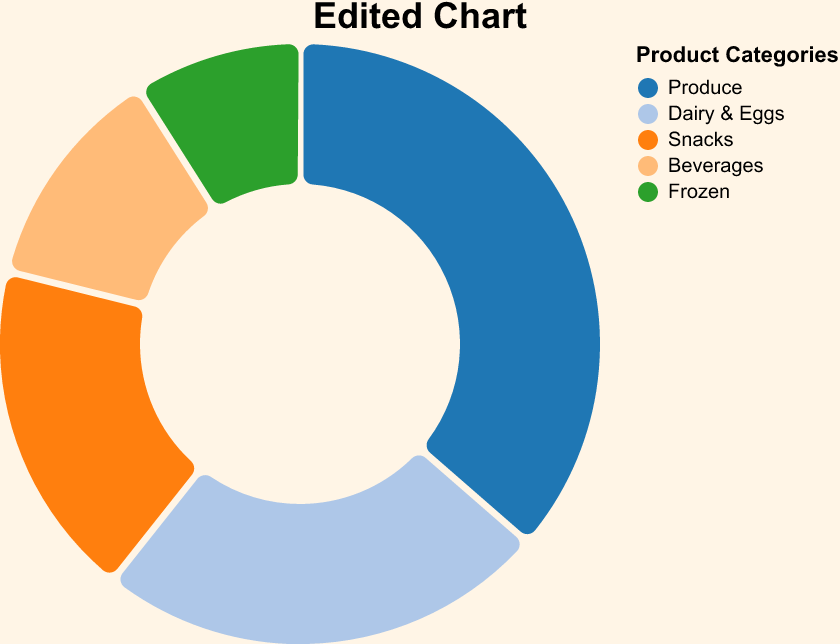 Edited Chart
Product Categories
Produce
Dairy & Eggs
Snacks
Beverages
Frozen